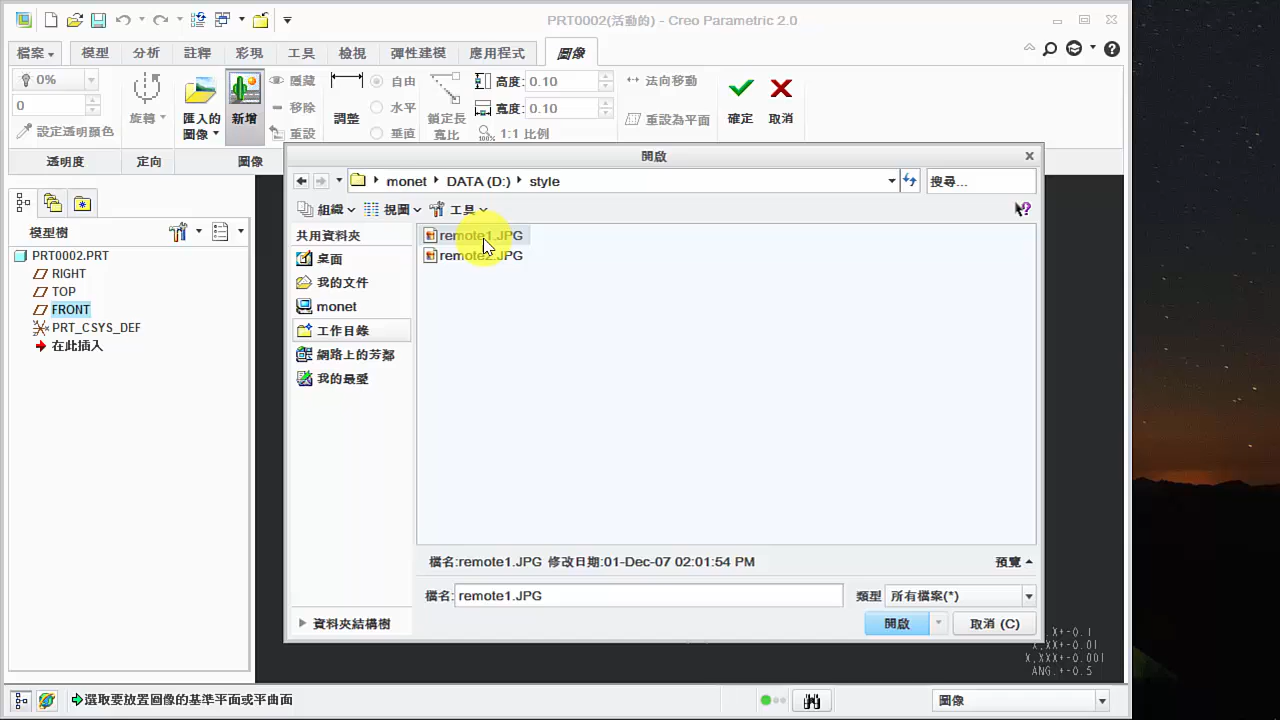 PRT0002(活動的) - Creo Parametric 2.0
檔案 模型 分析 註釋 彩現 工具 檢視 彈性建模 應用程式 圖像
0%
0
設定透明顏色
旋轉
匯入的圖像
新增
隱藏
移除
重設
調整
自由
水平
垂直
鎖定長寬比
高度: 0.10
寬度: 0.10
100% 1:1 比例
法向移動
重設為平面
確定
取消
透明度 定向 圖像
模型樹
PRT0002.PRT
RIGHT
TOP
FRONT
PRT_CSYS_DEF
在此插入
開啟
monet DATA (D:) style
搜尋...
組織 視圖 工具
共用資料夾
桌面
我的文件
monet
工作目錄
網路上的芳鄰
我的最愛
remote1.JPG
remote2.JPG
檔名:remote1.JPG 修改日期:01-Dec-07 02:01:54 PM
預覽
檔名: remote1.JPG
類型 所有檔案(*)
資料夾結構樹
開啟 取消 (C)
X.X+-0.1
X.XX+-0.01
X.XXX+-0.001
ANG.+-0.5
選取要放置圖像的基準平面或平曲面
圖像